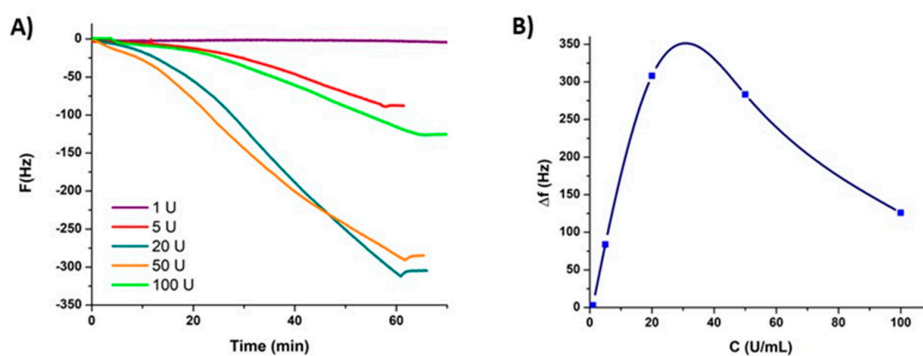 A)
0
-50
-100
-150
-200
-250
-300
-350
F(Hz)
1 U
5 U
20 U
50 U
100 U
0 20 40 60
Time (min)
B)
350
300
250
200
150
100
50
0
Δf (Hz)
0 20 40 60 80 100
C (U/mL)